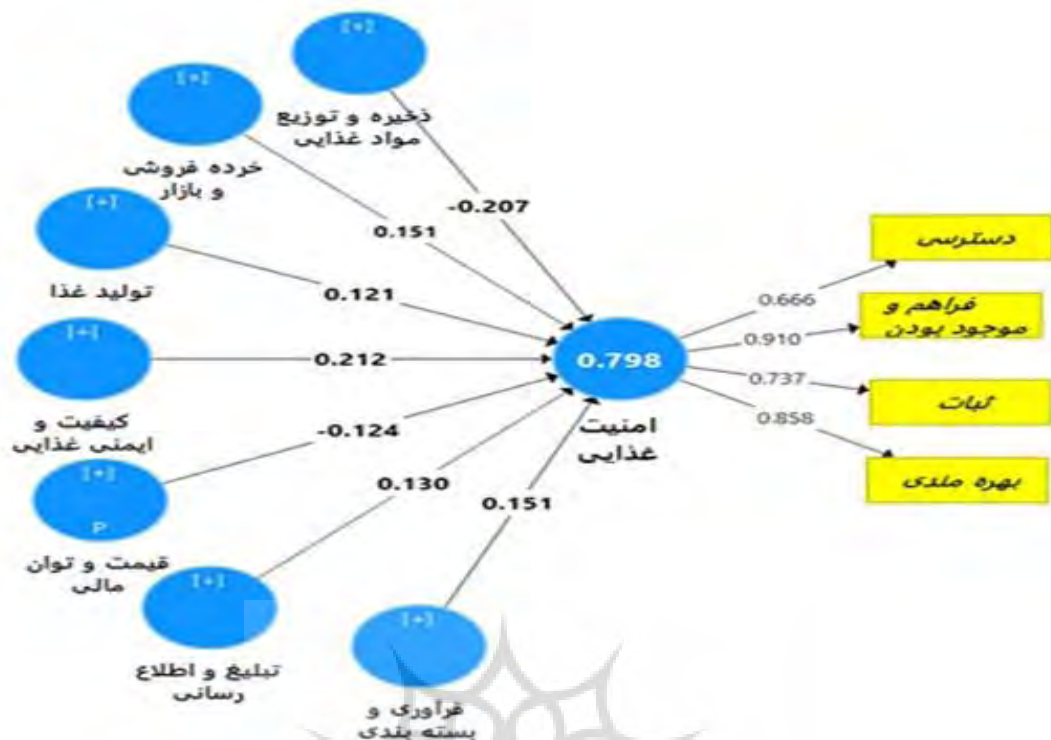 [+]
ذخیره و توزیع
مواد غذایی
[+]
خرده فروشی
و بازار
[+]
تولید غذا
[+]
کیفیت و
ایمنی غذایی
[+]
P
قیمت و توان
مالی
[+]
تبلیغ و اطلاع
رسانی
[+]
فرآوری و
بسته بندی
-0.207
0.151
0.121
0.212
-0.124
0.130
0.151
0.798
امنیت
غذایی
0.666
0.910
0.737
0.858
دسترسی
فراهم و
موجود بودن
ثبات
بهره مندی